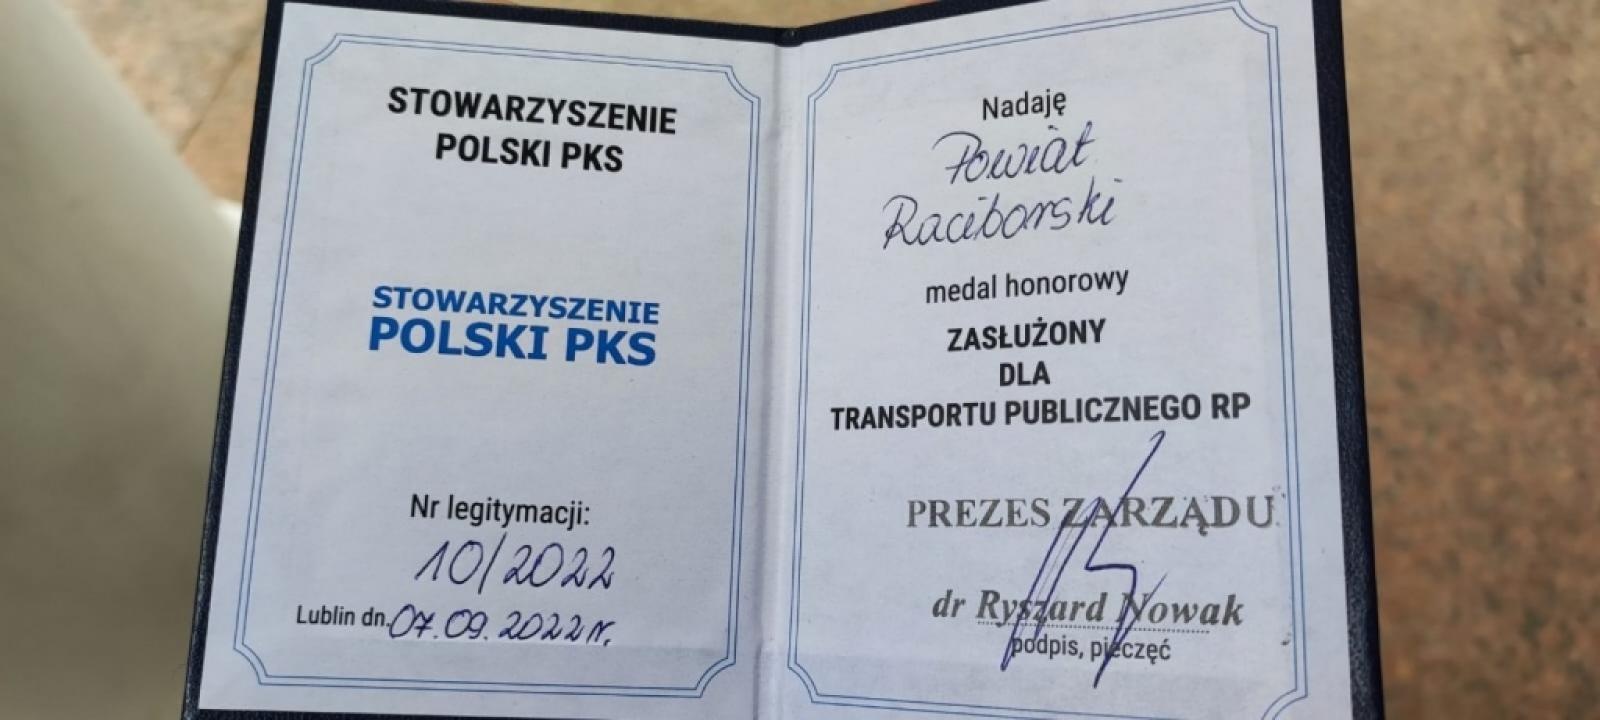 STOWARZYSZENIE
POLSKI PKS
STOWARZYSZENIE
POLSKI PKS
Nr legitymacji:
10/2022
Lublin dn. 07.09.2022 r.
Nadaję
Powiat
Raciborski
medal honorowy
ZASŁUŻONY
DLA
TRANSPORTU PUBLICZNEGO RP
PREZES ZARZĄDU
dr Ryszard Nowak
podpis, pieczęć